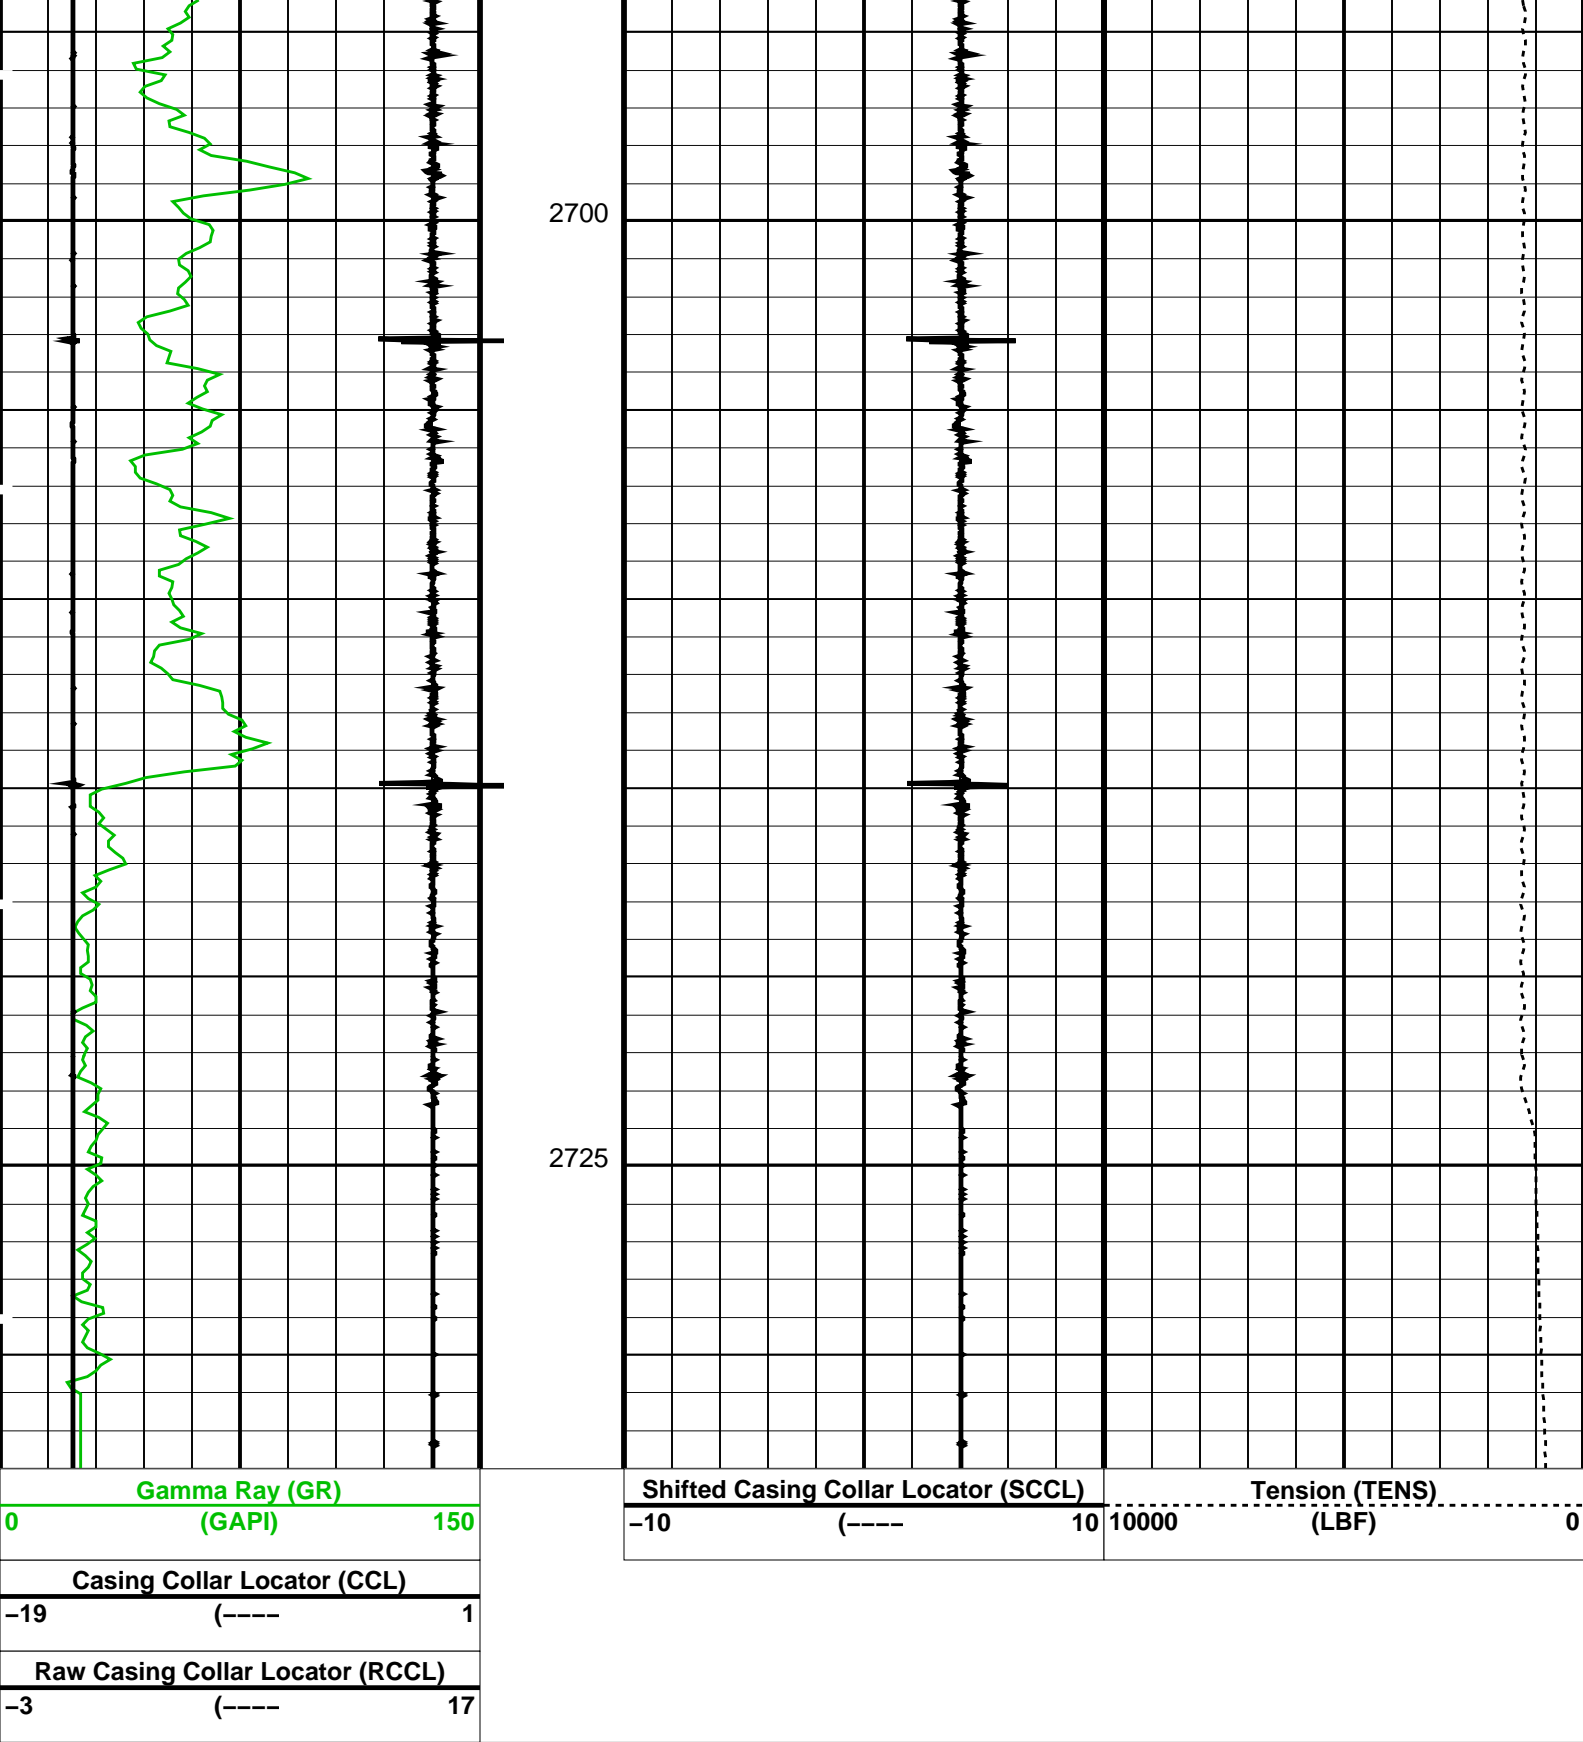 2700
2725
Gamma Ray (GR)
0 (GAPI) 150
Shifted Casing Collar Locator (SCCL)
−10 (−−−− 10
Tension (TENS)
10000 (LBF) 0
Casing Collar Locator (CCL)
−19 (−−−− 1
Raw Casing Collar Locator (RCCL)
−3 (−−−− 17